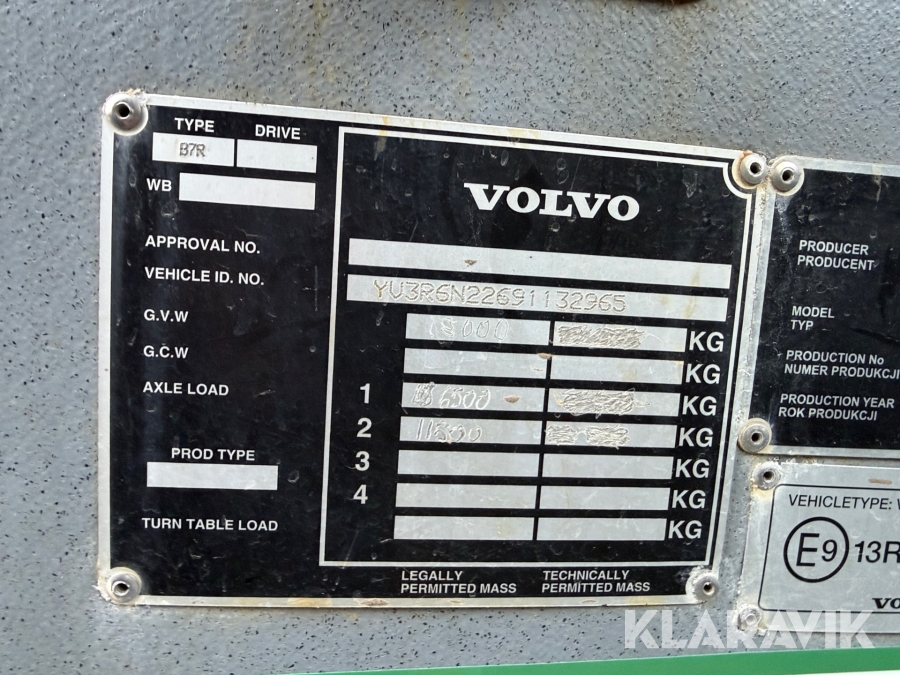 TYPE DRIVE
B7R
WB
VOLVO
APPROVAL NO.
VEHICLE ID. NO. YV3R6N22691132965
G.V.W KG
G.C.W KG
AXLE LOAD 1 6500 KG
2 KG
PROD TYPE 3 KG
4 KG
TURN TABLE LOAD KG
LEGALLY PERMITTED MASS
TECHNICALLY PERMITTED MASS
PRODUCER
PRODUCENT
MODEL
TYP
PRODUCTION No
NUMER PRODUKCJI
PRODUCTION YEAR
ROK PRODUKCJI
VEHICLETYPE:
E9 13R
KLARAVIK